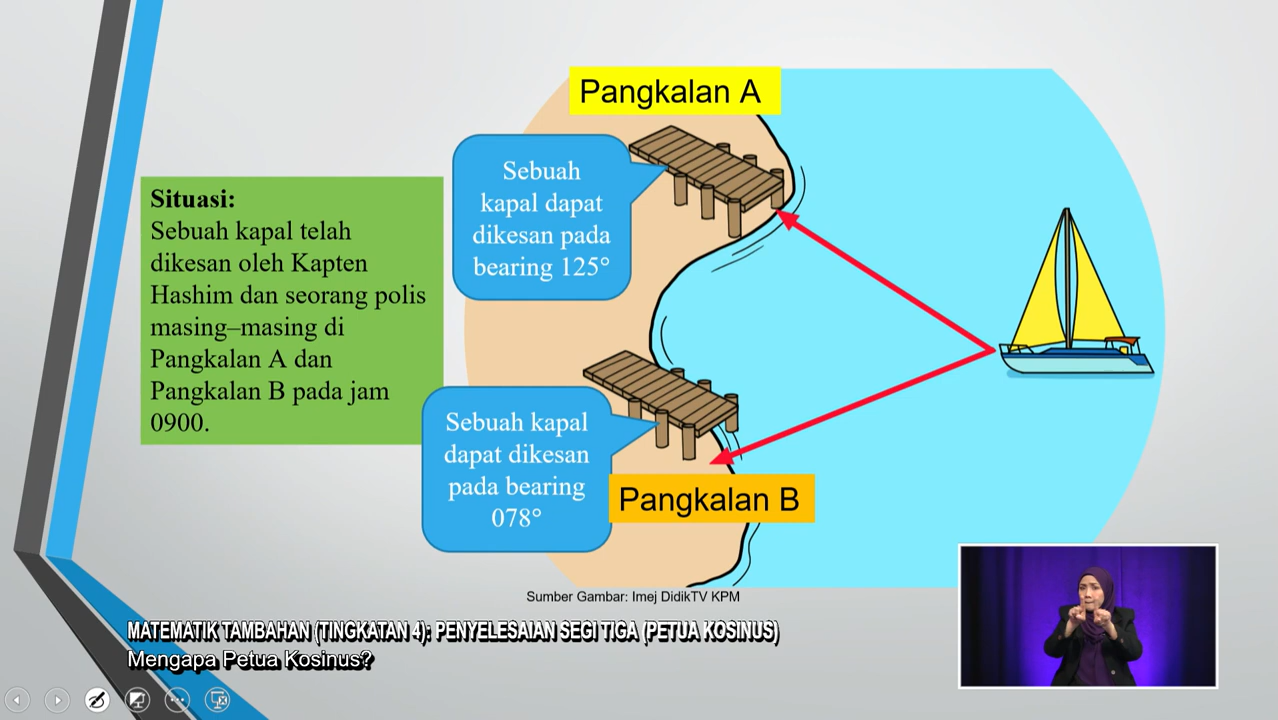 Pangkalan A
Sebuah
kapal dapat
dikesan pada
bearing 125°
Situasi:
Sebuah kapal telah
dikesan oleh Kapten
Hashim dan seorang polis
masing–masing di
Pangkalan A dan
Pangkalan B pada jam
0900.
Sebuah kapal
dapat dikesan
pada bearing
078°
Pangkalan B
Sumber Gambar: Imej DidikTV KPM
MATEMATIK TAMBAHAN (TINGKATAN 4): PENYELESAIAN SEGI TIGA (PETUA KOSINUS)
Mengapa Petua Kosinus?